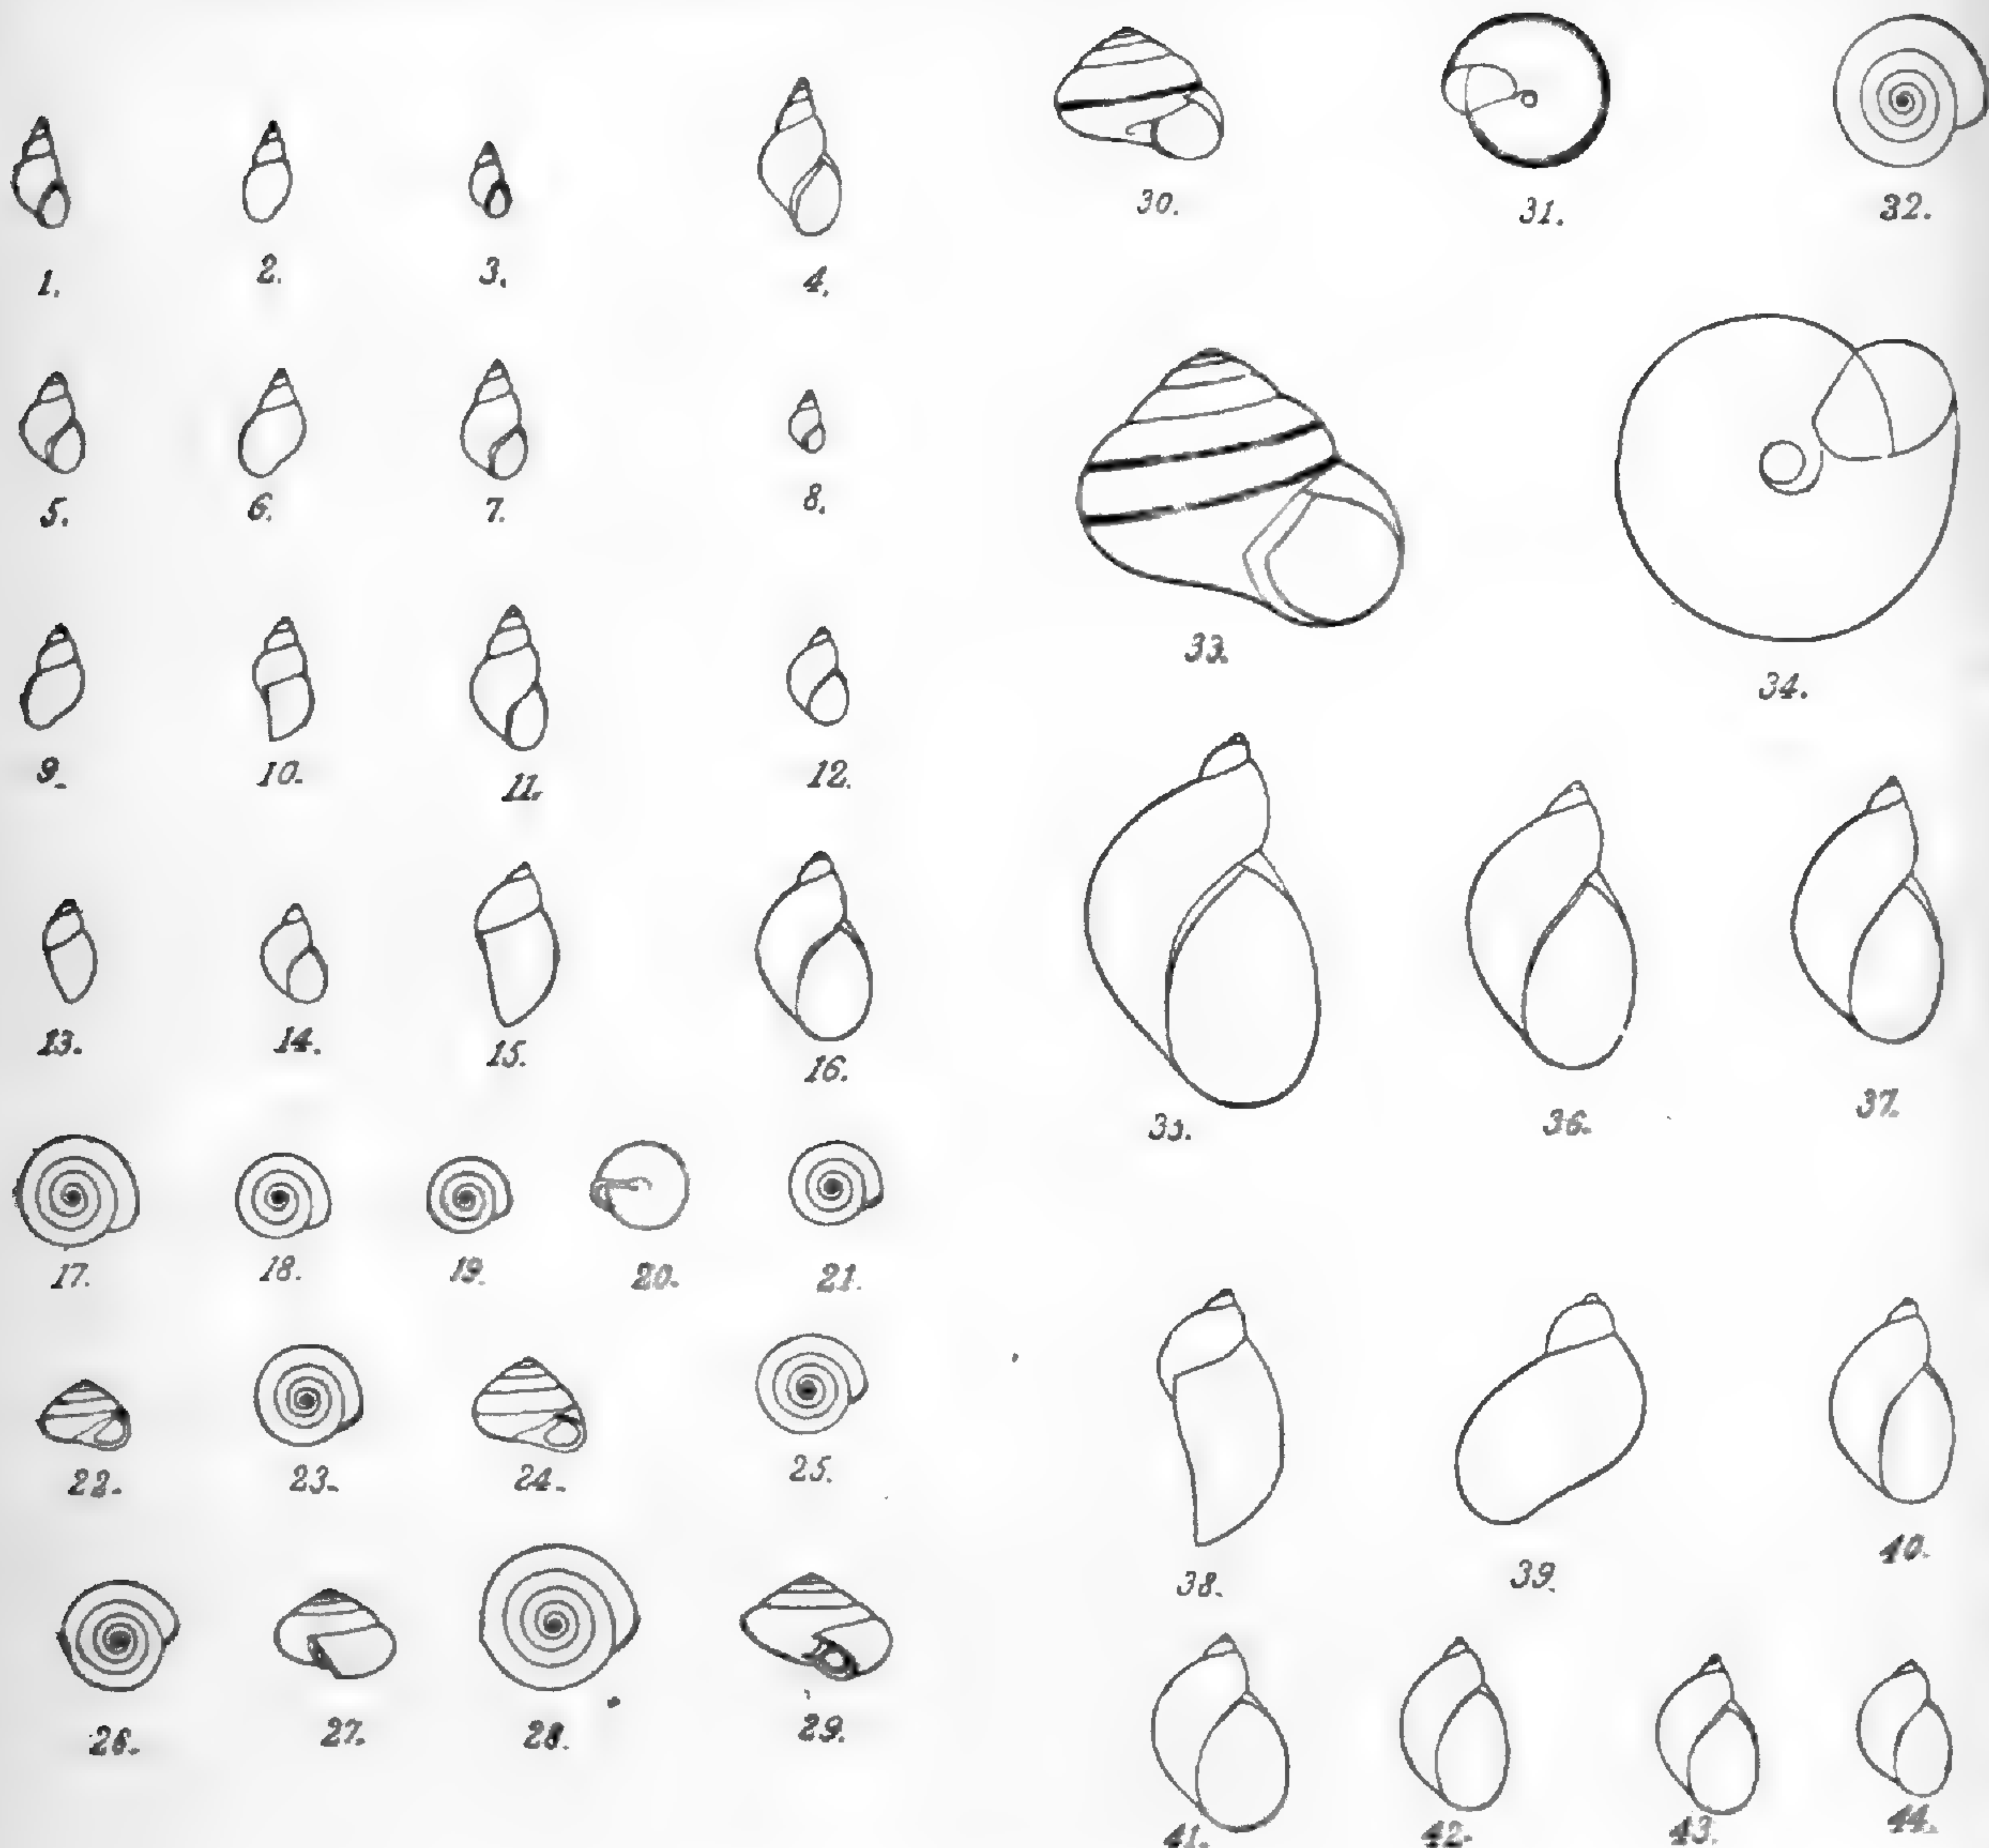 1. 2. 3. 4.
5. 6. 7. 8.
9. 10. 11. 12.
13. 14. 15. 16.
17. 18. 19. 20. 21.
22. 23. 24. 25.
26. 27. 28. 29.
30. 31. 32.
33. 34.
35. 36. 37.
38. 39. 40.
41. 42. 43. 44.